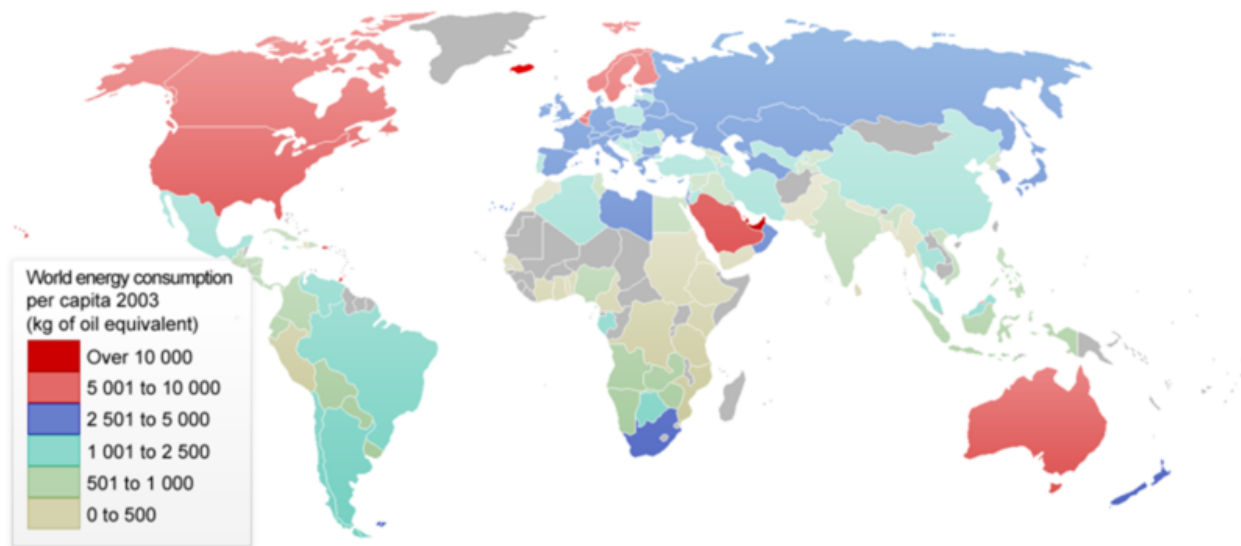 World energy consumption
per capita 2003
(kg of oil equivalent)
Over 10 000
5 001 to 10 000
2 501 to 5 000
1 001 to 2 500
501 to 1 000
0 to 500